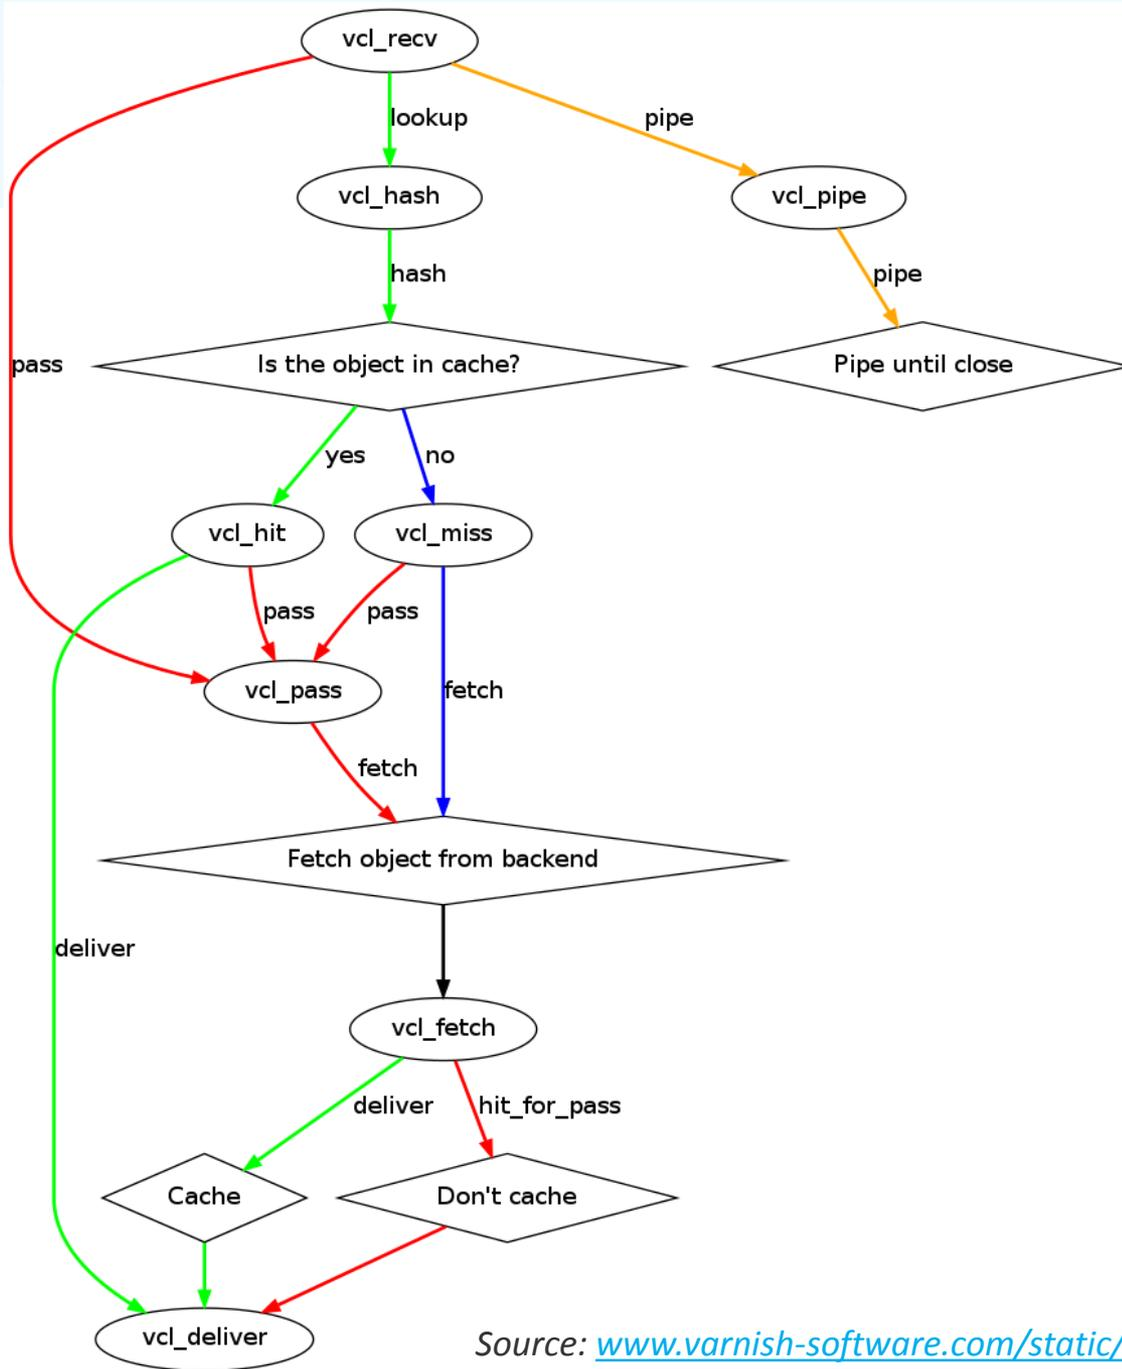 vcl_recv
lookup
pipe
vcl_hash
vcl_pipe
hash
pipe
pass
Is the object in cache?
Pipe until close
yes
no
vcl_hit
vcl_miss
pass
pass
vcl_pass
fetch
fetch
Fetch object from backend
deliver
vcl_fetch
deliver
hit_for_pass
Cache
Don't cache
vcl_deliver
Source: www.varnish-software.com/static/